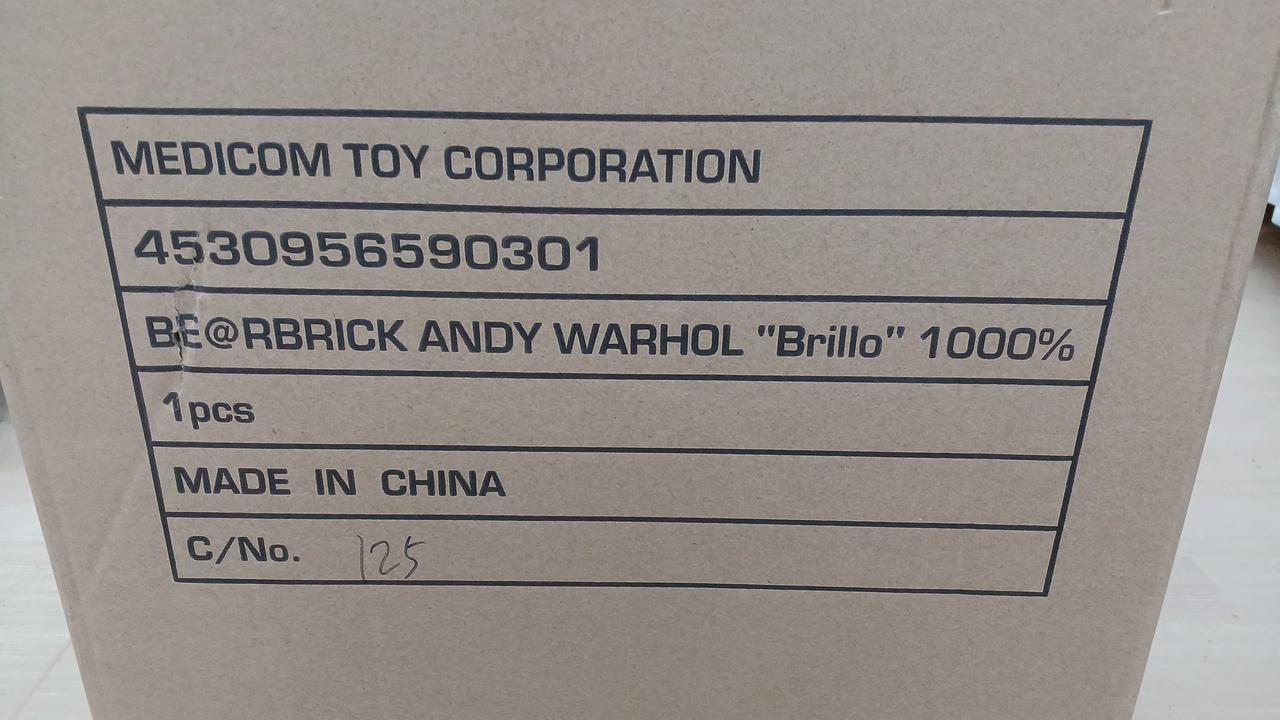 MEDICOM TOY CORPORATION
4530956590301
BE@RBRICK ANDY WARHOL "Brillo" 1000%
1pcs
MADE IN CHINA
C/No. 125